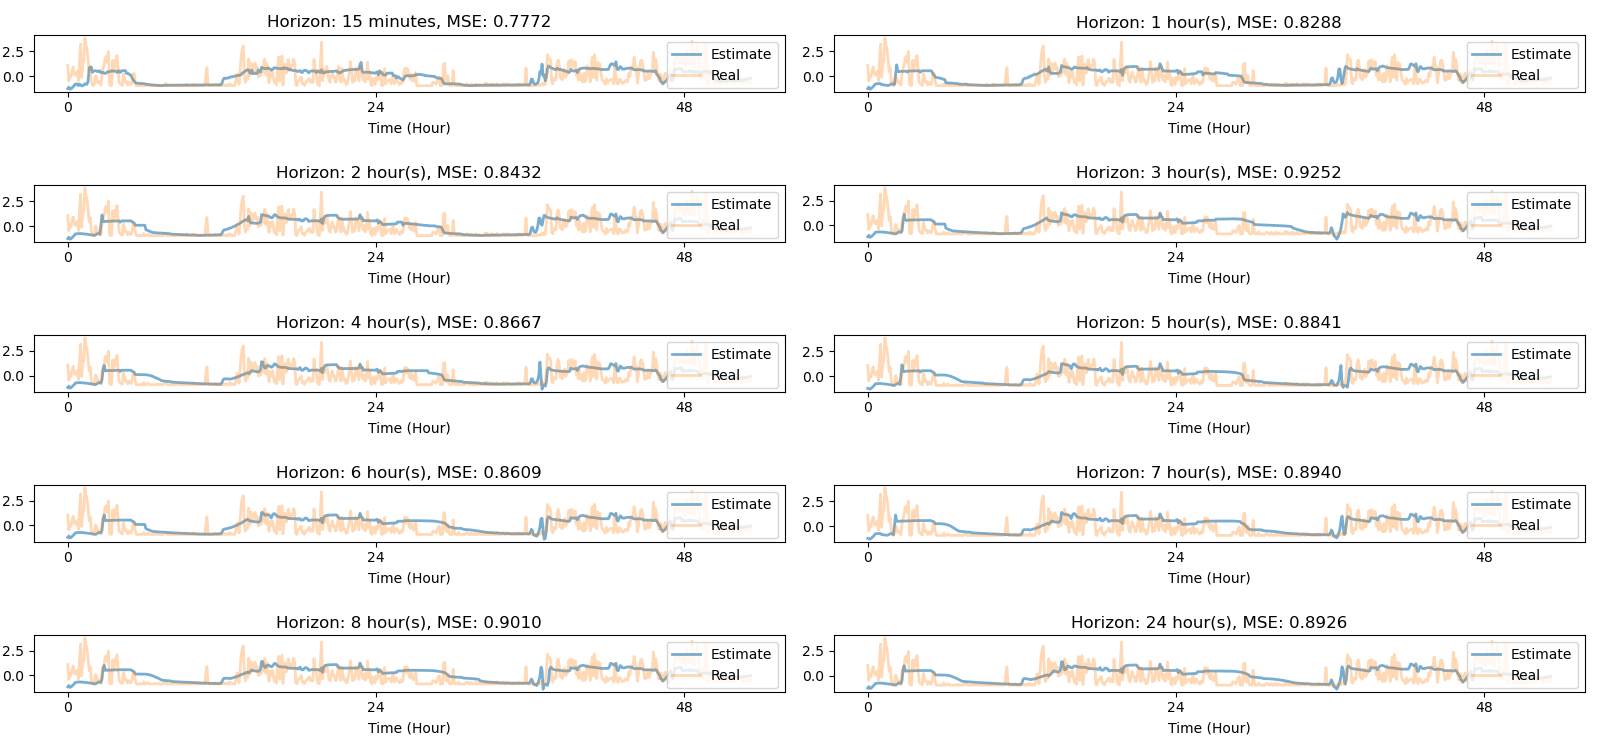 Horizon: 15 minutes, MSE: 0.7772
2.5
0.0
Estimate
Real
0 24 48
Time (Hour)
Horizon: 1 hour(s), MSE: 0.8288
2.5
0.0
Estimate
Real
0 24 48
Time (Hour)
Horizon: 2 hour(s), MSE: 0.8432
2.5
0.0
Estimate
Real
0 24 48
Time (Hour)
Horizon: 3 hour(s), MSE: 0.9252
2.5
0.0
Estimate
Real
0 24 48
Time (Hour)
Horizon: 4 hour(s), MSE: 0.8667
2.5
0.0
Estimate
Real
0 24 48
Time (Hour)
Horizon: 5 hour(s), MSE: 0.8841
2.5
0.0
Estimate
Real
0 24 48
Time (Hour)
Horizon: 6 hour(s), MSE: 0.8609
2.5
0.0
Estimate
Real
0 24 48
Time (Hour)
Horizon: 7 hour(s), MSE: 0.8940
2.5
0.0
Estimate
Real
0 24 48
Time (Hour)
Horizon: 8 hour(s), MSE: 0.9010
2.5
0.0
Estimate
Real
0 24 48
Time (Hour)
Horizon: 24 hour(s), MSE: 0.8926
2.5
0.0
Estimate
Real
0 24 48
Time (Hour)